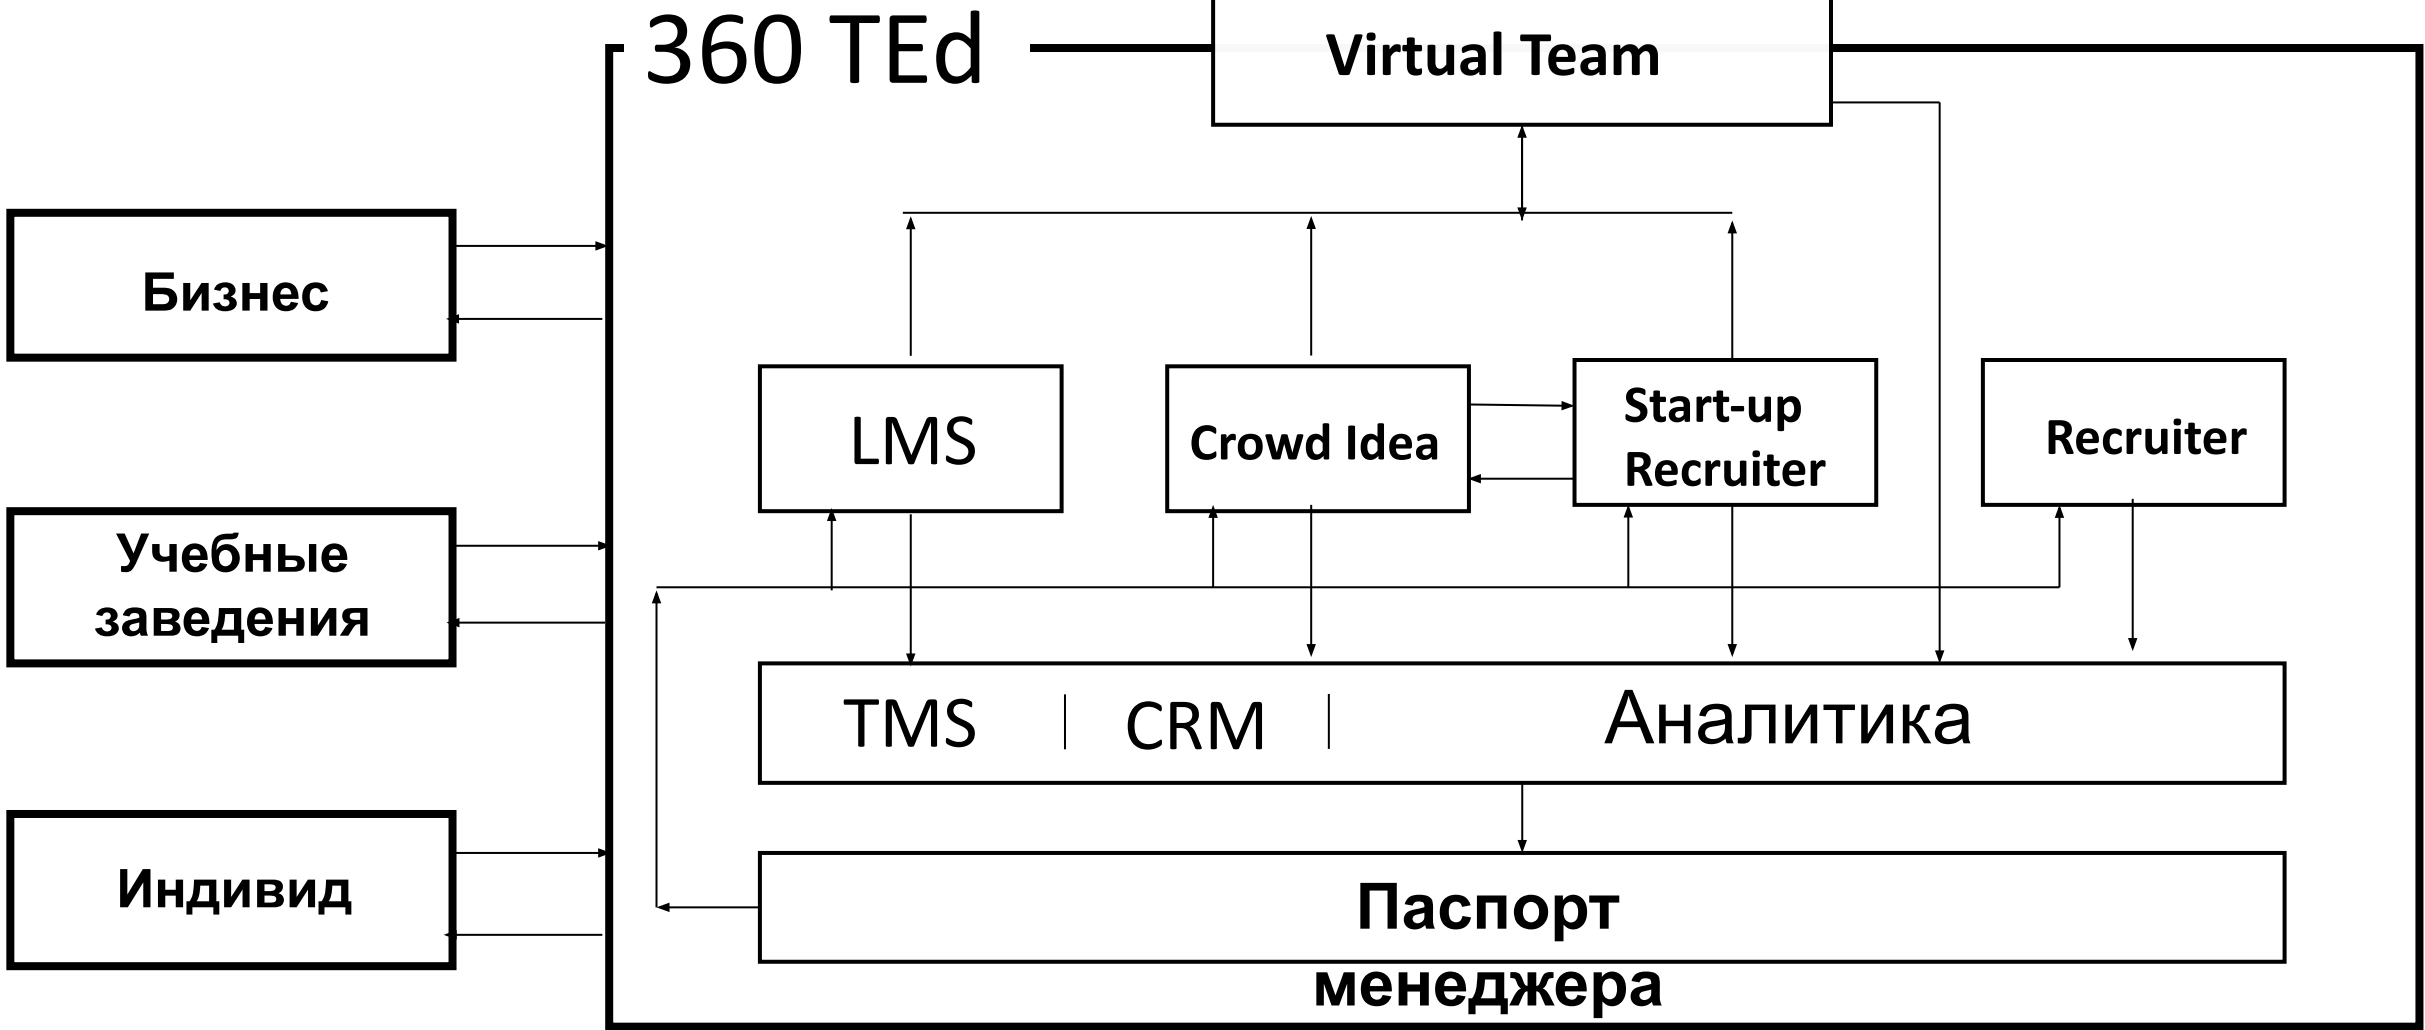 360 TEd
Virtual Team
Бизнес
Учебные
заведения
Индивид
LMS
Crowd Idea
Start-up
Recruiter
Recruiter
TMS
CRM
Аналитика
Паспорт
менеджера